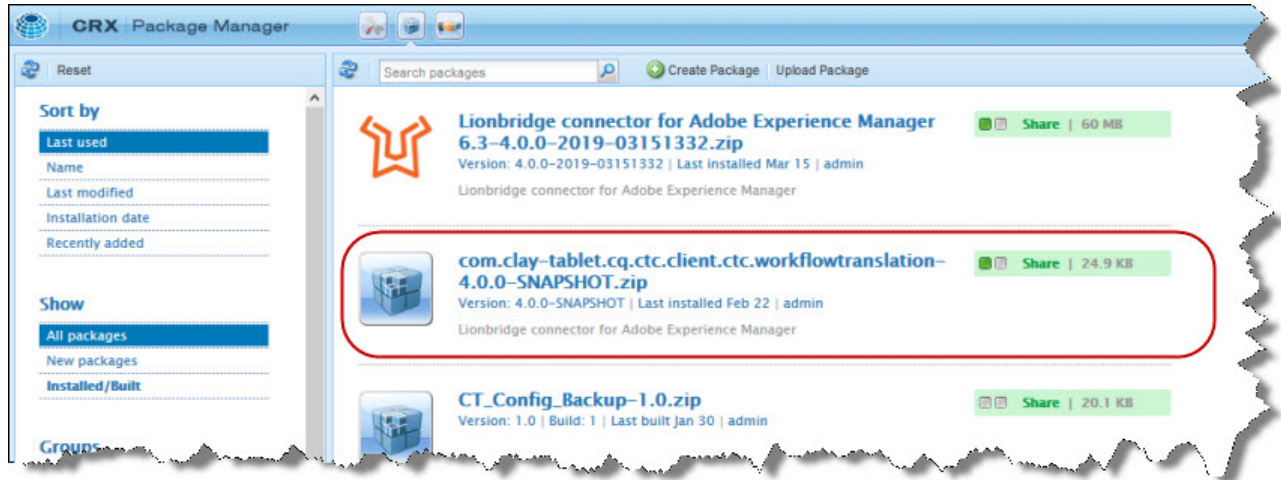 CRX Package Manager
Reset
Search packages
Create Package
Upload Package
Sort by
Last used
Name
Last modified
Installation date
Recently added
Show
All packages
New packages
Installed/Built
Groups
Lionbridge connector for Adobe Experience Manager
6.3-4.0.0-2019-03151332.zip
Version: 4.0.0-2019-03151332 | Last installed Mar 15 | admin
Lionbridge connector for Adobe Experience Manager
Share | 60 MB
com.clay-tablet.cq.ctc.client.ctc.workflowtranslation-
4.0.0-SNAPSHOT.zip
Version: 4.0.0-SNAPSHOT | Last installed Feb 22 | admin
Lionbridge connector for Adobe Experience Manager
Share | 24.9 KB
CT_Config_Backup-1.0.zip
Version: 1.0 | Build: 1 | Last built Jan 30 | admin
Share | 20.1 KB